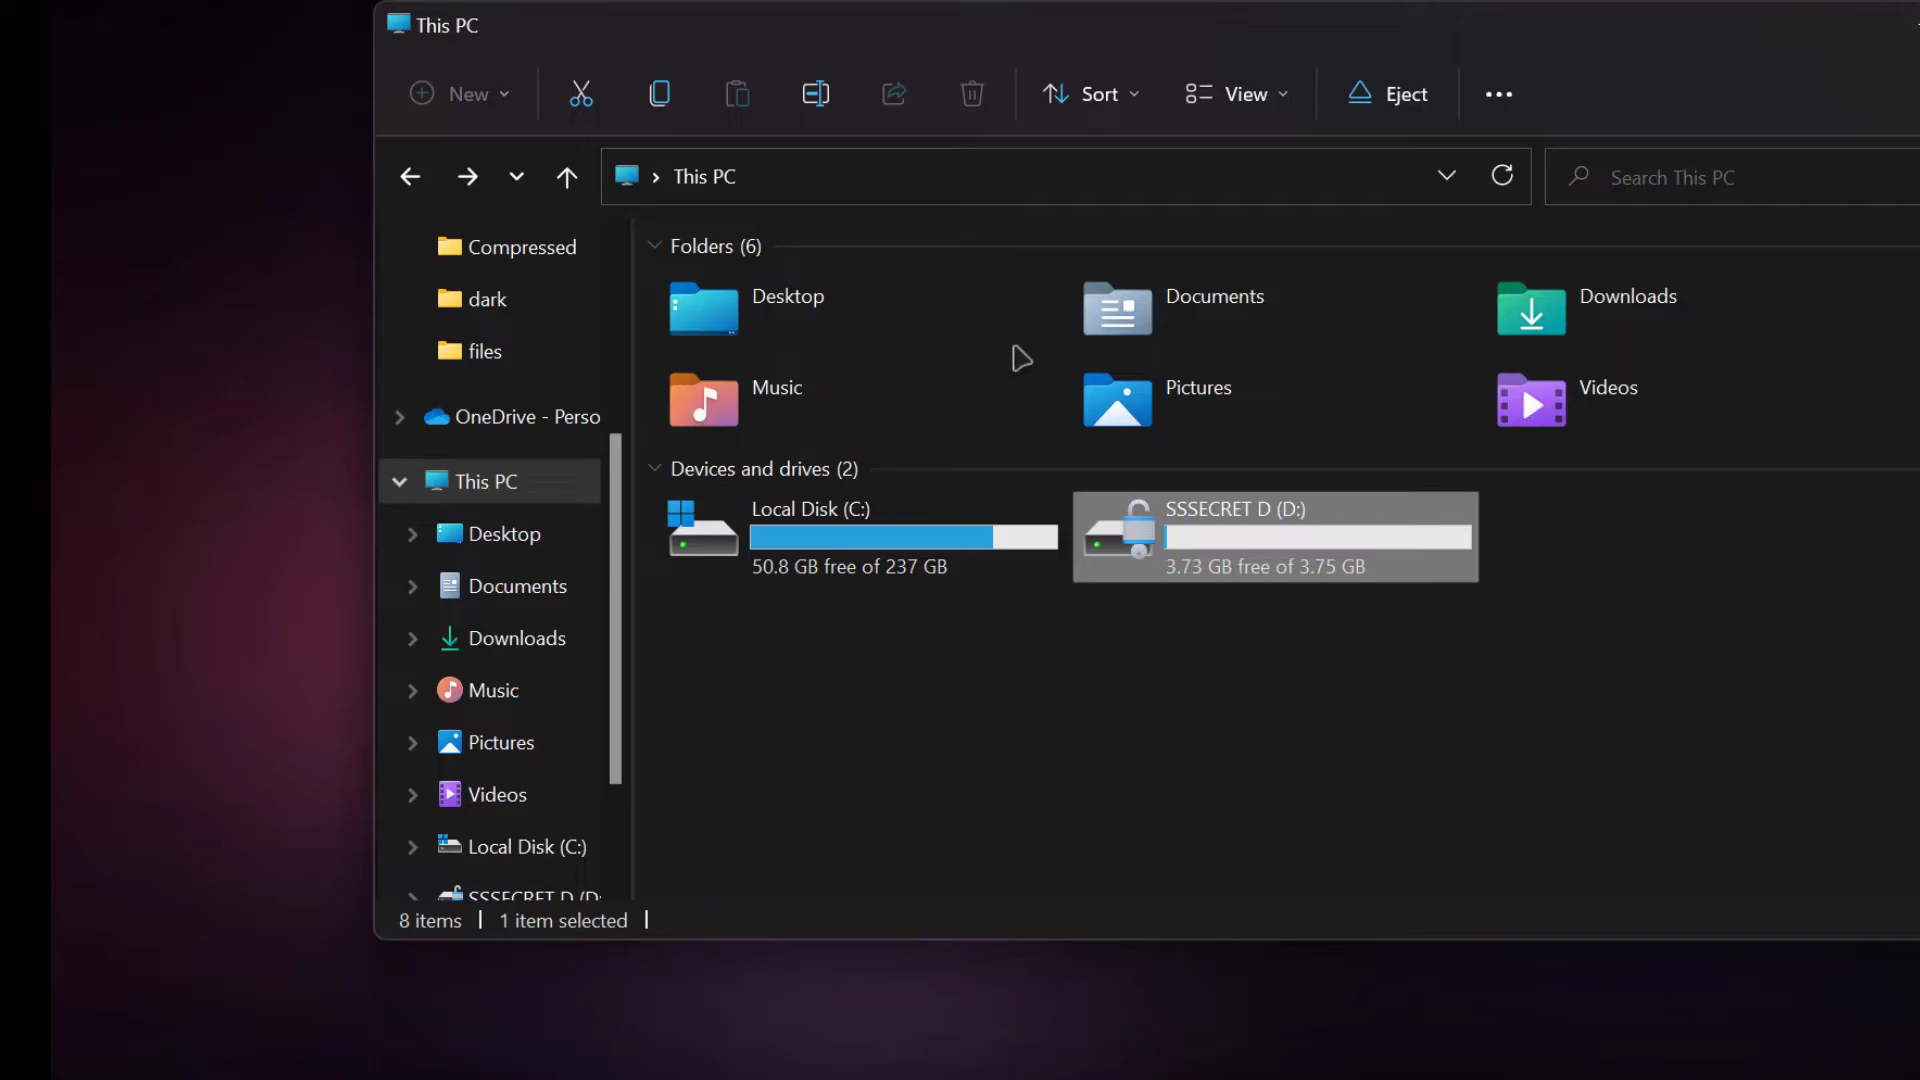 This PC
New
Sort
View
Eject
This PC
Search This PC
Compressed
dark
files
OneDrive - Perso
This PC
Desktop
Documents
Downloads
Music
Pictures
Videos
Local Disk (C:)
SSSECRET D (D:
Folders (6)
Desktop
Documents
Downloads
Music
Pictures
Videos
Devices and drives (2)
Local Disk (C:)
50.8 GB free of 237 GB
SSSECRET D (D:)
3.73 GB free of 3.75 GB
8 items
1 item selected